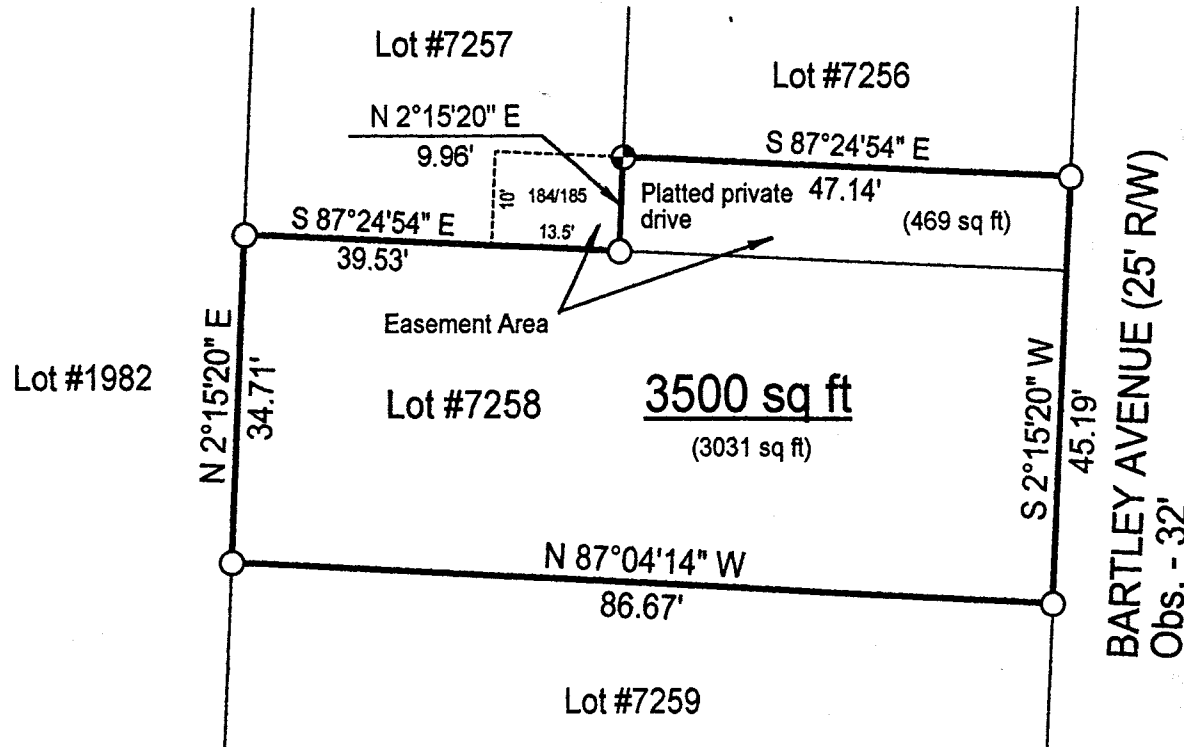 Lot #7257
Lot #7256
N 2°15'20" E
9.96'
S 87°24'54" E
47.14'
10'
184/185
13.5'
Platted private
drive
(469 sq ft)
S 87°24'54" E
39.53'
Easement Area
Lot #1982
N 2°15'20" E
34.71'
Lot #7258
3500 sq ft
(3031 sq ft)
S 2°15'20" W
45.19'
BARTLEY AVENUE (25' R/W)
Obs. - 32'
N 87°04'14" W
86.67'
Lot #7259